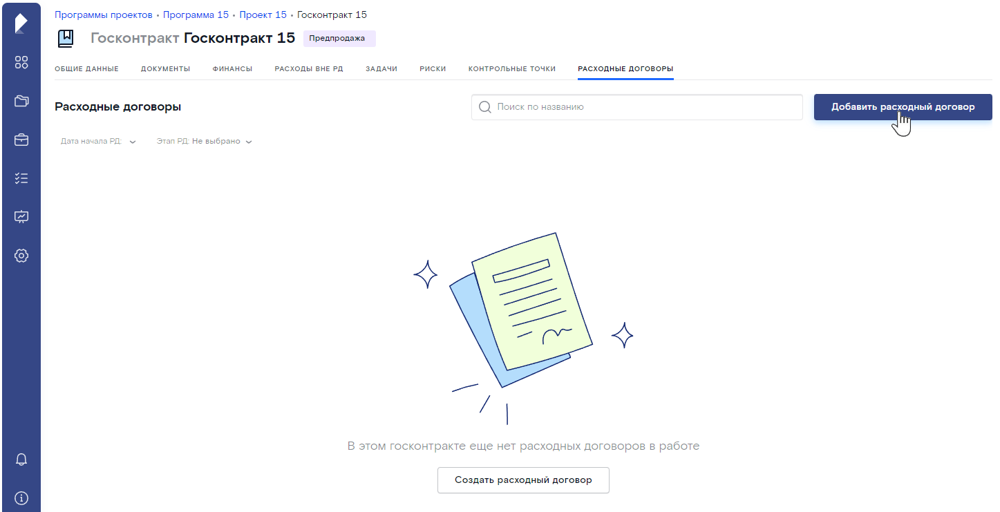 Программы проектов • Программа 15 • Проект 15 • Госконтракт 15
Госконтракт Госконтракт 15 Предпродажа
ОБЩИЕ ДАННЫЕ ДОКУМЕНТЫ ФИНАНСЫ РАСХОДЫ ВНЕ РД ЗАДАЧИ РИСКИ КОНТРОЛЬНЫЕ ТОЧКИ РАСХОДНЫЕ ДОГОВОРЫ
Расходные договоры Поиск по названию Добавить расходный договор
Дата начала РД: Этап РД: Не выбрано
В этом госконтракте еще нет расходных договоров в работе
Создать расходный договор